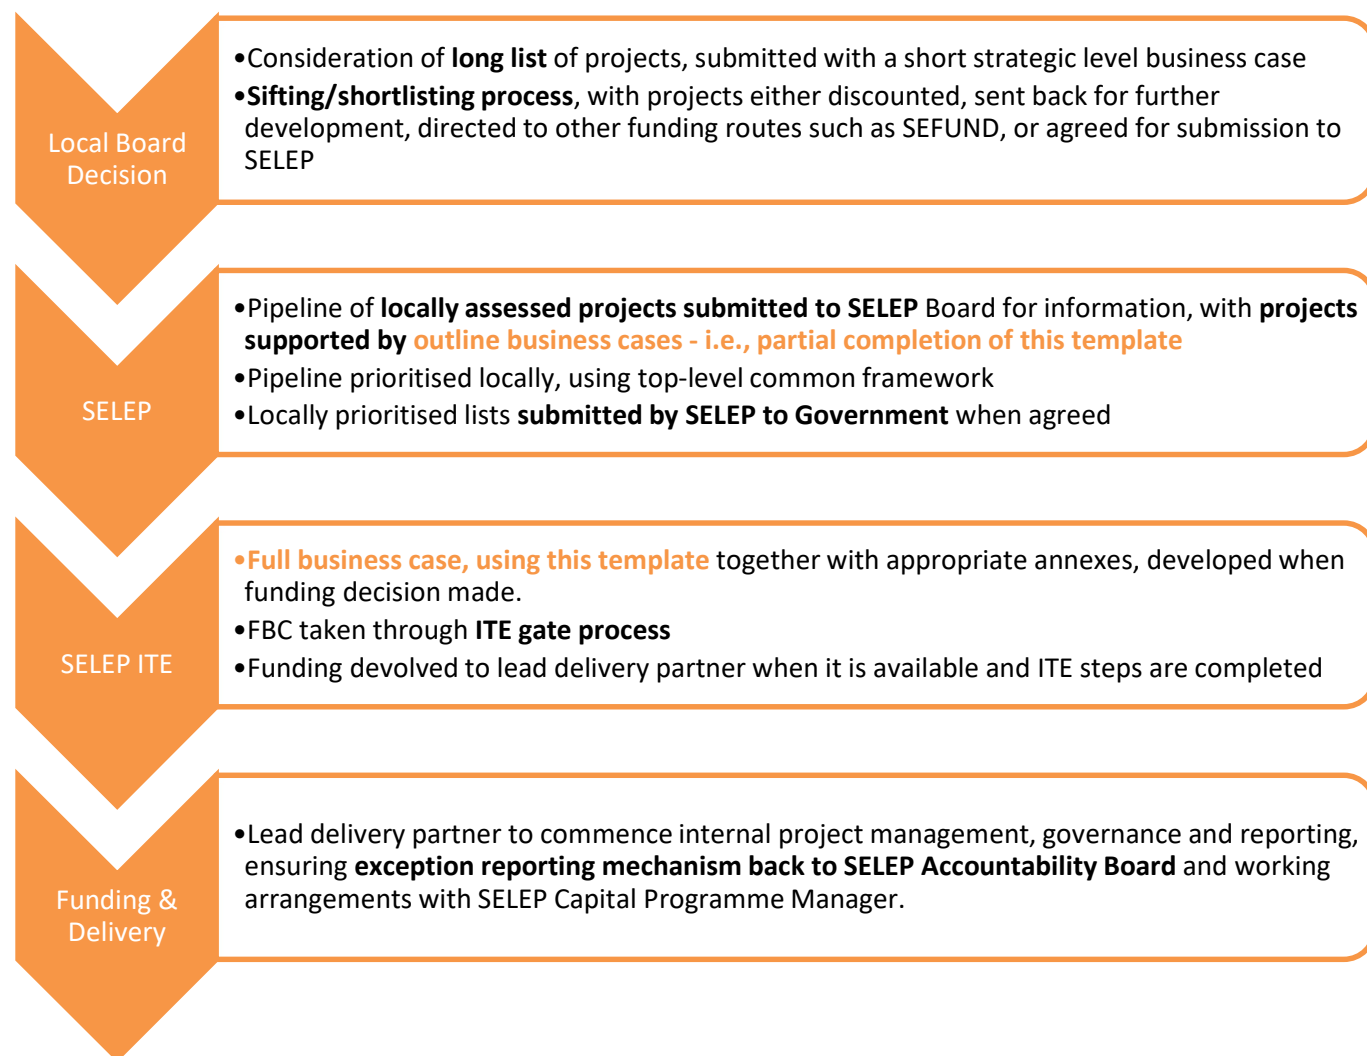 Local Board
Decision
•Consideration of long list of projects, submitted with a short strategic level business case
•Sifting/shortlisting process, with projects either discounted, sent back for further
development, directed to other funding routes such as SEFUND, or agreed for submission to
SELEP
SELEP
•Pipeline of locally assessed projects submitted to SELEP Board for information, with projects
supported by outline business cases - i.e., partial completion of this template
•Pipeline prioritised locally, using top-level common framework
•Locally prioritised lists submitted by SELEP to Government when agreed
SELEP ITE
•Full business case, using this template together with appropriate annexes, developed when
funding decision made.
•FBC taken through ITE gate process
•Funding devolved to lead delivery partner when it is available and ITE steps are completed
Funding &
Delivery
•Lead delivery partner to commence internal project management, governance and reporting,
ensuring exception reporting mechanism back to SELEP Accountability Board and working
arrangements with SELEP Capital Programme Manager.